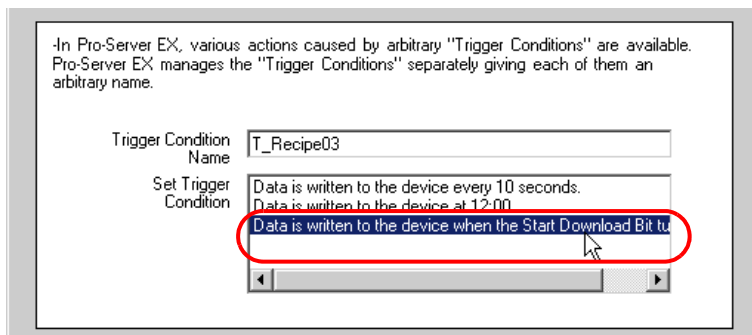 -In Pro-Server EX, various actions caused by arbitrary "Trigger Conditions" are available.
Pro-Server EX manages the "Trigger Conditions" separately giving each of them an
arbitrary name.
Trigger Condition
Name
T_Recipe03
Set Trigger
Condition
Data is written to the device every 10 seconds.
Data is written to the device at 12:00
Data is written to the device when the Start Download Bit tu